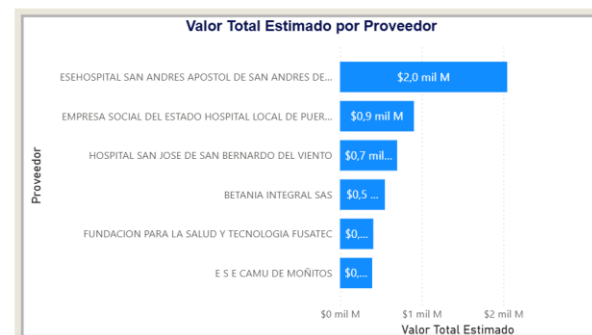 Valor Total Estimado por Proveedor
ESEHOSPITAL SAN ANDRES APOSTOL DE SAN ANDRES DE...
$2,0 mil M
EMPRESA SOCIAL DEL ESTADO HOSPITAL LOCAL DE PUER...
$0,9 mil M
HOSPITAL SAN JOSE DE SAN BERNARDO DEL VIENTO
$0,7 mil...
BETANIA INTEGRAL SAS
$0,5 ...
FUNDACION PARA LA SALUD Y TECNOLOGIA FUSATEC
$0,...
E S E CAMU DE MOÑITOS
$0,...
Proveedor
$0 mil M $1 mil M $2 mil M
Valor Total Estimado